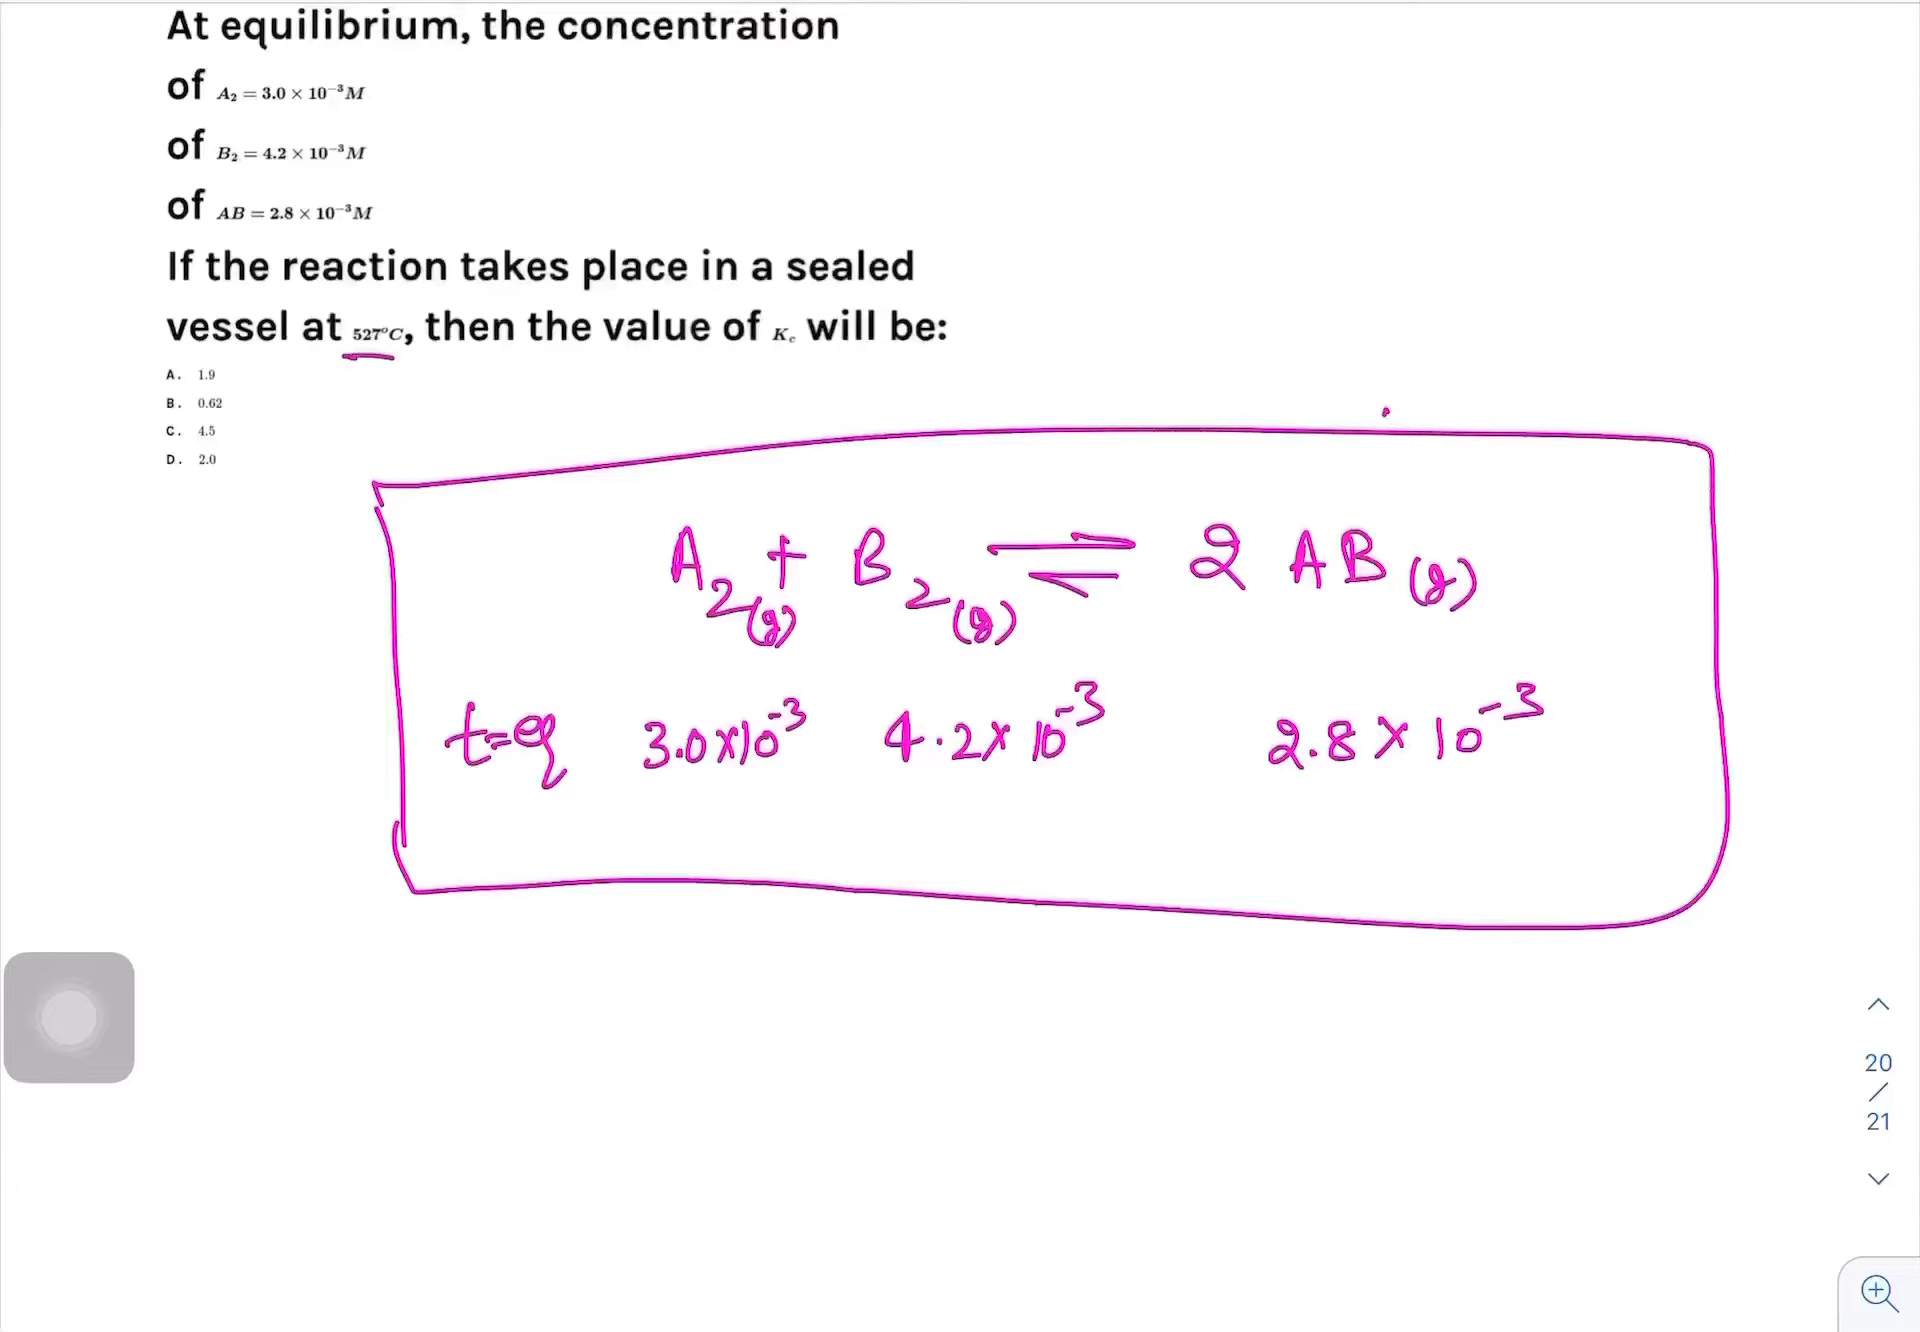 At equilibrium, the concentration
of A₂ = 3.0 × 10⁻³M
of B₂ = 4.2 × 10⁻³M
of AB = 2.8 × 10⁻³M
If the reaction takes place in a sealed
vessel at 527°C, then the value of K꜀ will be:
A. 1.9
B. 0.62
C. 4.5
D. 2.0
A₂(g) + B₂(g) ⇌ 2 AB (g)
t=eq 3.0×10⁻³ 4.2×10⁻³ 2.8×10⁻³
20
/
21